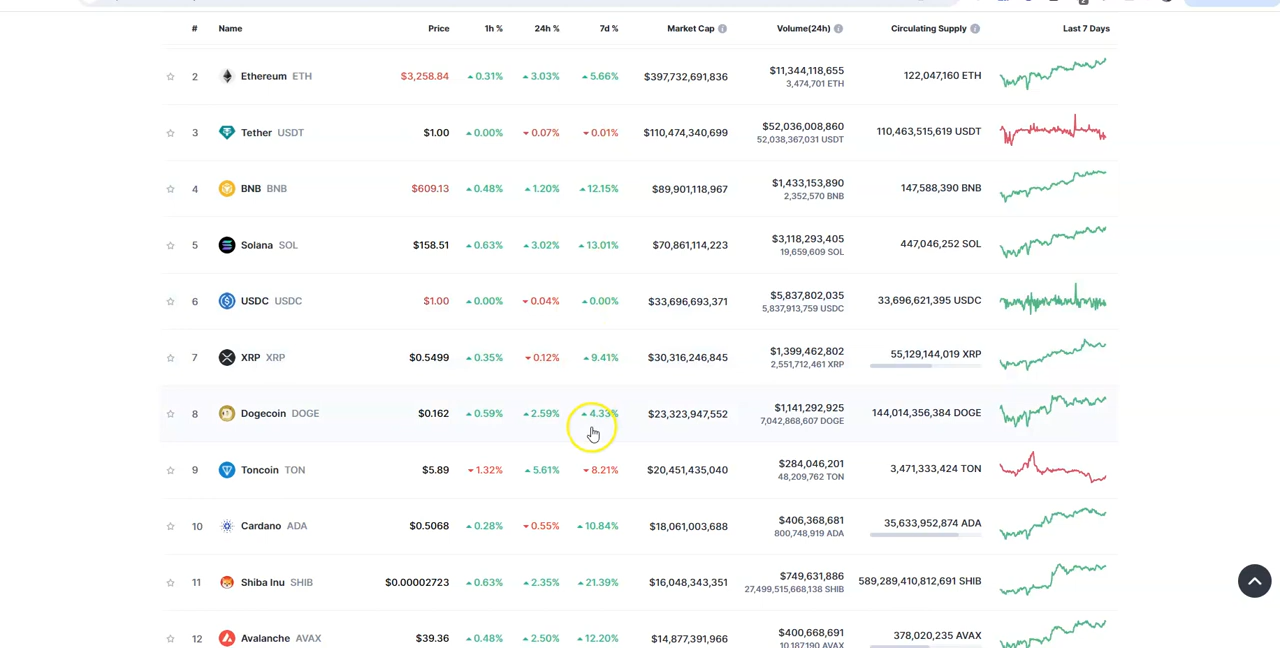 # Name Price 1h % 24h % 7d % Market Cap Volume(24h) Circulating Supply Last 7 Days
2 Ethereum ETH $3,258.84 0.31% 3.03% 5.66% $397,732,691,836 $11,344,118,655 122,047,160 ETH
3,474,701 ETH
3 Tether USDT $1.00 0.00% 0.07% 0.01% $110,474,340,699 $52,036,008,860 110,463,515,619 USDT
52,038,367,031 USDT
4 BNB BNB $609.13 0.48% 1.20% 12.15% $89,901,118,967 $1,433,153,890 147,588,390 BNB
2,352,570 BNB
5 Solana SOL $158.51 0.63% 3.02% 13.01% $70,861,114,223 $3,118,293,405 447,046,252 SOL
19,659,609 SOL
6 USDC USDC $1.00 0.00% 0.04% 0.00% $33,696,693,371 $5,837,802,035 33,696,621,395 USDC
5,837,913,759 USDC
7 XRP XRP $0.5499 0.35% 0.12% 9.41% $30,316,246,845 $1,399,462,802 55,129,144,019 XRP
2,551,712,461 XRP
8 Dogecoin DOGE $0.162 0.59% 2.59% 4.33% $23,323,947,552 $1,141,292,925 144,014,356,384 DOGE
7,042,868,607 DOGE
9 Toncoin TON $5.89 1.32% 5.61% 8.21% $20,451,435,040 $284,046,201 3,471,333,424 TON
48,209,762 TON
10 Cardano ADA $0.5068 0.28% 0.55% 10.84% $18,061,003,688 $406,368,681 35,633,952,874 ADA
800,748,919 ADA
11 Shiba Inu SHIB $0.00002723 0.63% 2.35% 21.39% $16,048,343,351 $749,631,886 589,289,410,812,691 SHIB
27,499,515,668,138 SHIB
12 Avalanche AVAX $39.36 0.48% 2.50% 12.20% $14,877,391,966 $400,668,691 378,020,235 AVAX
10,187,190 AVAX